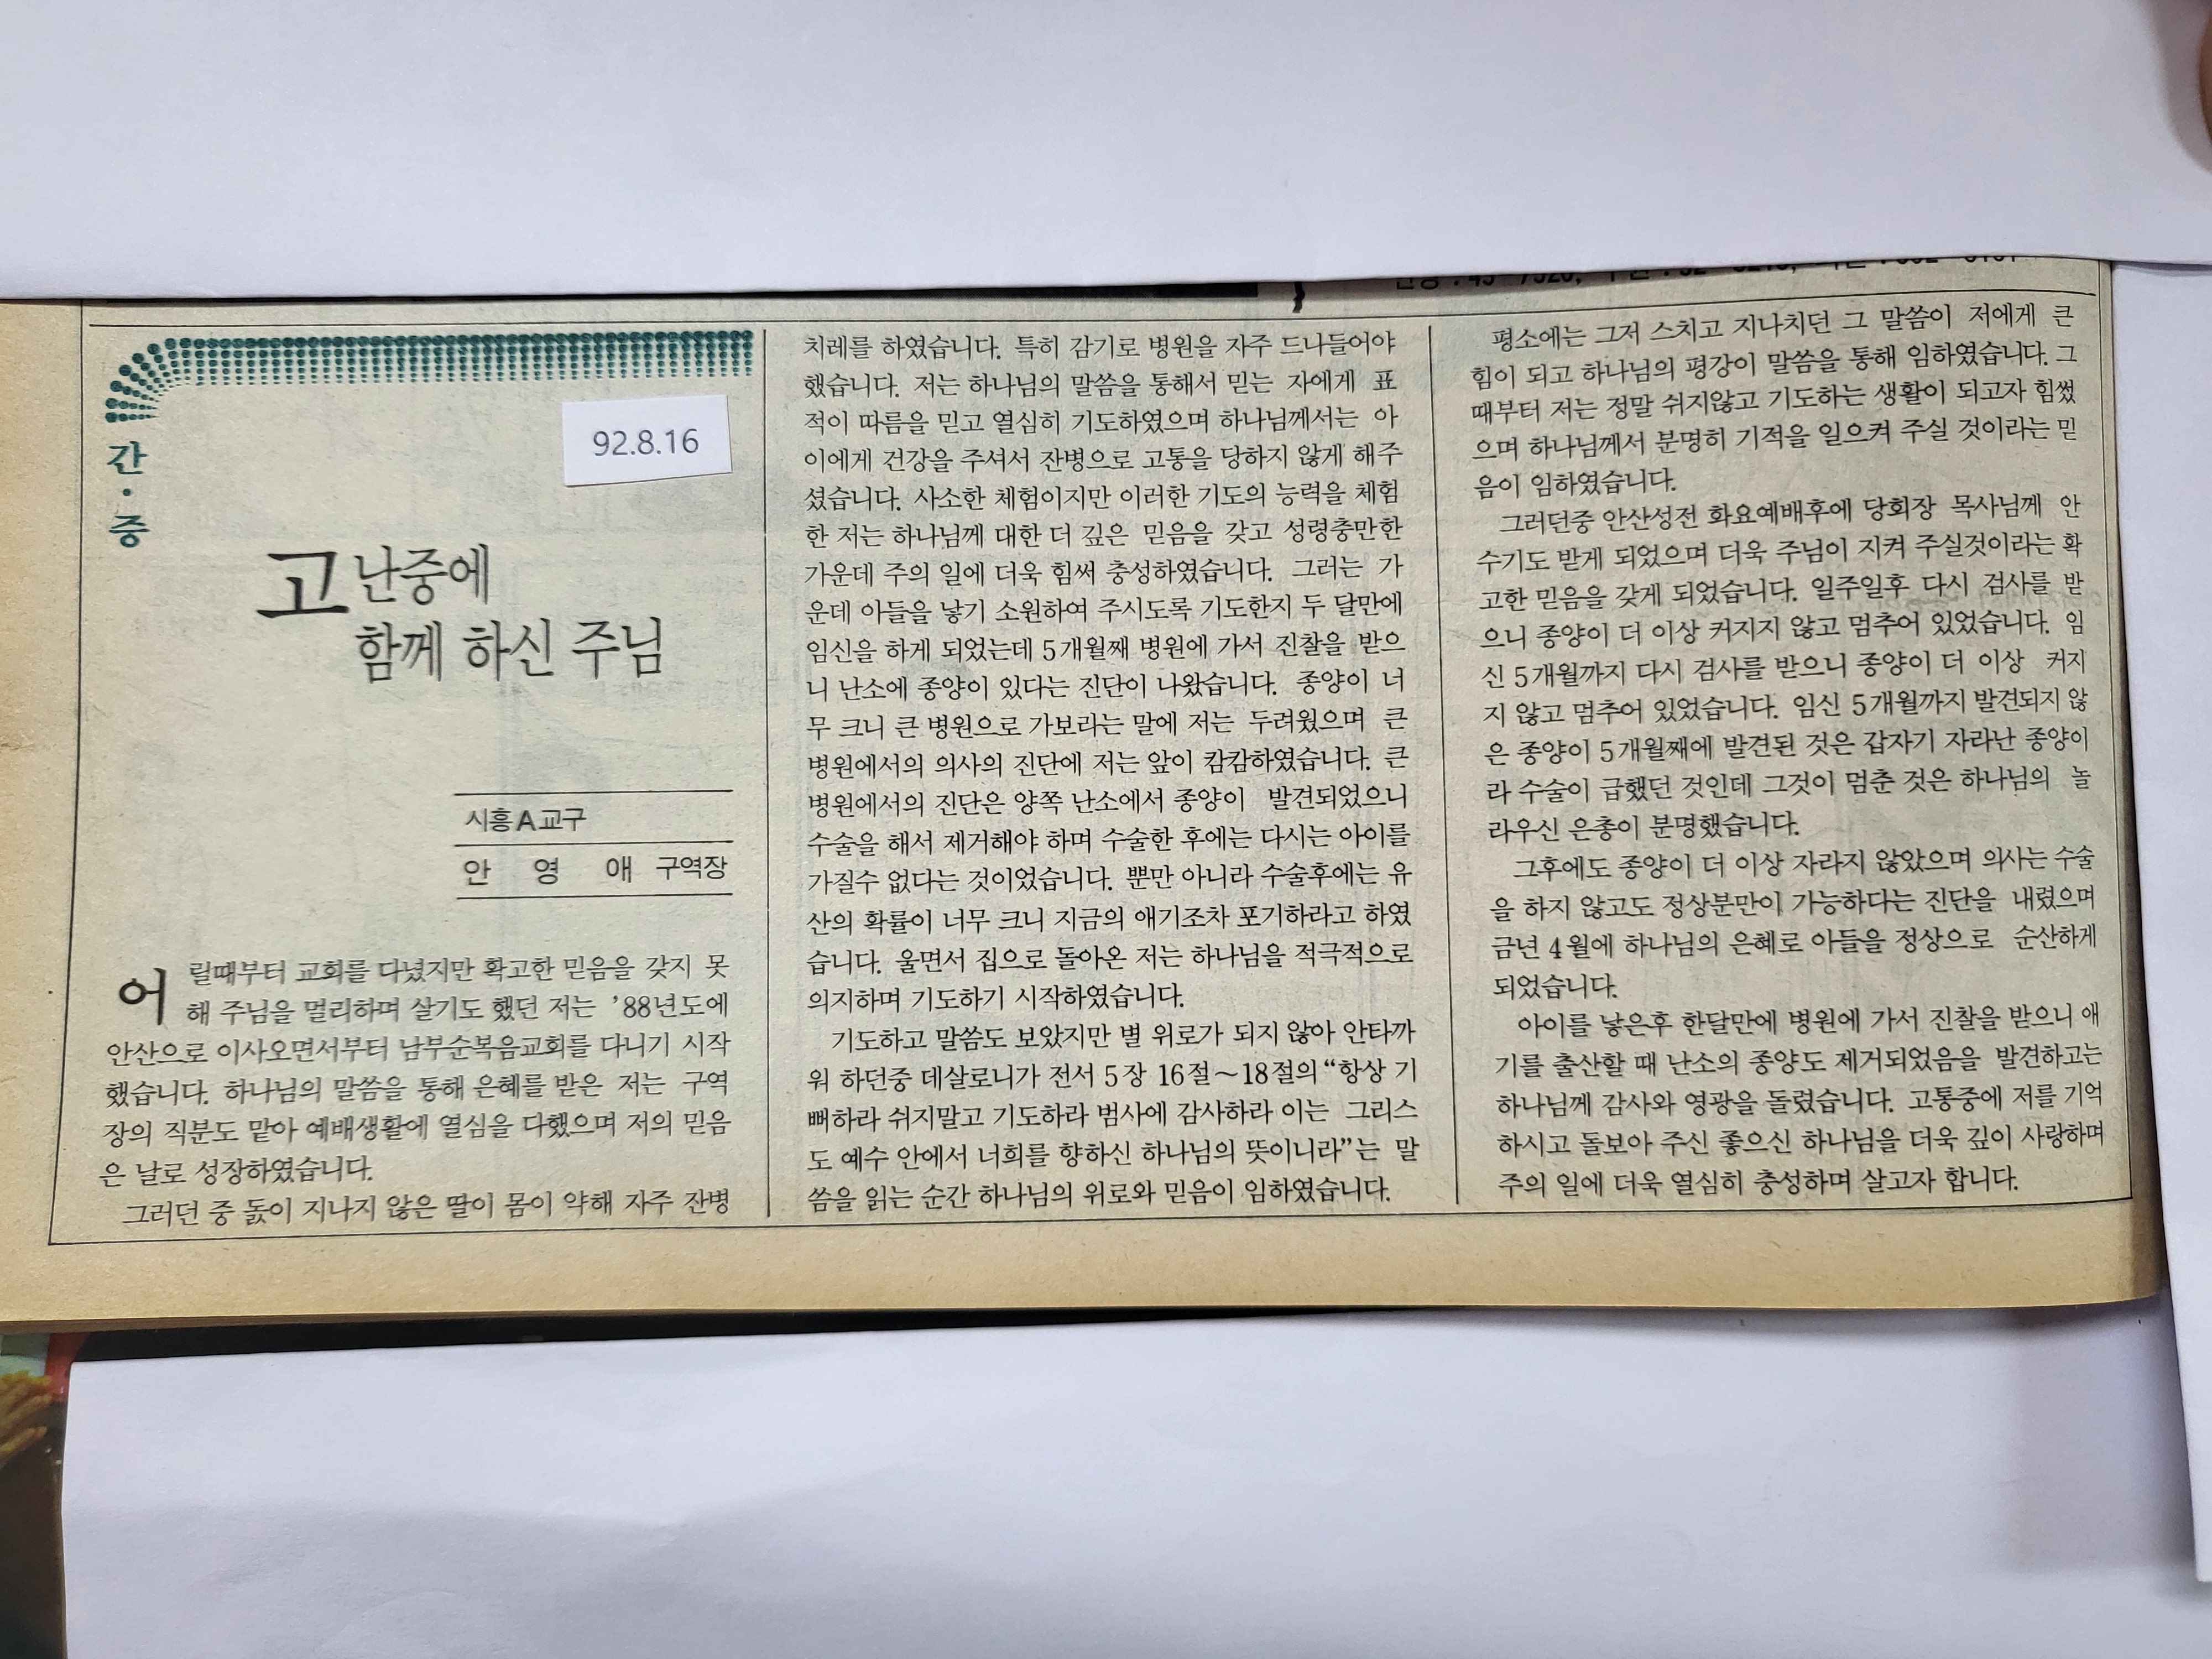 92.8.16
간·증
고난중에
함께 하신 주님
시흥A교구
안 영 애 구역장
어릴때부터 교회를 다녔지만 확고한 믿음을 갖지 못
해 주님을 멀리하며 살기도 했던 저는 ’88년도에
안산으로 이사오면서부터 남부순복음교회를 다니기 시작
했습니다. 하나님의 말씀을 통해 은혜를 받은 저는 구역
장의 직분도 맡아 예배생활에 열심을 다했으며 저의 믿음
은 날로 성장하였습니다.
그러던 중 돐이 지나지 않은 딸이 몸이 약해 자주 잔병
치레를 하였습니다. 특히 감기로 병원을 자주 드나들어야
했습니다. 저는 하나님의 말씀을 통해서 믿는 자에게 표
적이 따름을 믿고 열심히 기도하였으며 하나님께서는 아
이에게 건강을 주셔서 잔병으로 고통을 당하지 않게 해주
셨습니다. 사소한 체험이지만 이러한 기도의 능력을 체험
한 저는 하나님께 대한 더 깊은 믿음을 갖고 성령충만한
가운데 주의 일에 더욱 힘써 충성하였습니다. 그러는 가
운데 아들을 낳기 소원하여 주시도록 기도한지 두 달만에
임신을 하게 되었는데 5개월째 병원에 가서 진찰을 받으
니 난소에 종양이 있다는 진단이 나왔습니다. 종양이 너
무 크니 큰 병원으로 가보라는 말에 저는 두려웠으며 큰
병원에서의 의사의 진단에 저는 앞이 캄캄하였습니다. 큰
병원에서의 진단은 양쪽 난소에서 종양이 발견되었으니
수술을 해서 제거해야 하며 수술한 후에는 다시는 아이를
가질수 없다는 것이었습니다. 뿐만 아니라 수술후에는 유
산의 확률이 너무 크니 지금의 애기조차 포기하라고 하였
습니다. 울면서 집으로 돌아온 저는 하나님을 적극적으로
의지하며 기도하기 시작하였습니다.
기도하고 말씀도 보았지만 별 위로가 되지 않아 안타까
워 하던중 데살로니가 전서 5장 16절～18절의 “항상 기
뻐하라 쉬지말고 기도하라 범사에 감사하라 이는 그리스
도 예수 안에서 너희를 향하신 하나님의 뜻이니라”는 말
씀을 읽는 순간 하나님의 위로와 믿음이 임하였습니다.
평소에는 그저 스치고 지나치던 그 말씀이 저에게 큰
힘이 되고 하나님의 평강이 말씀을 통해 임하였습니다. 그
때부터 저는 정말 쉬지않고 기도하는 생활이 되고자 힘썼
으며 하나님께서 분명히 기적을 일으켜 주실 것이라는 믿
음이 임하였습니다.
그러던중 안산성전 화요예배후에 당회장 목사님께 안
수기도 받게 되었으며 더욱 주님이 지켜 주실것이라는 확
고한 믿음을 갖게 되었습니다. 일주일후 다시 검사를 받
으니 종양이 더 이상 커지지 않고 멈추어 있었습니다. 임
신 5개월까지 다시 검사를 받으니 종양이 더 이상 커지
지 않고 멈추어 있었습니다. 임신 5개월까지 발견되지 않
은 종양이 5개월째에 발견된 것은 갑자기 자라난 종양이
라 수술이 급했던 것인데 그것이 멈춘 것은 하나님의 놀
라우신 은총이 분명했습니다.
그후에도 종양이 더 이상 자라지 않았으며 의사는 수술
을 하지 않고도 정상분만이 가능하다는 진단을 내렸으며
금년 4월에 하나님의 은혜로 아들을 정상으로 순산하게
되었습니다.
아이를 낳은후 한달만에 병원에 가서 진찰을 받으니 애
기를 출산할 때 난소의 종양도 제거되었음을 발견하고는
하나님께 감사와 영광을 돌렸습니다. 고통중에 저를 기억
하시고 돌보아 주신 좋으신 하나님을 더욱 깊이 사랑하며
주의 일에 더욱 열심히 충성하며 살고자 합니다.